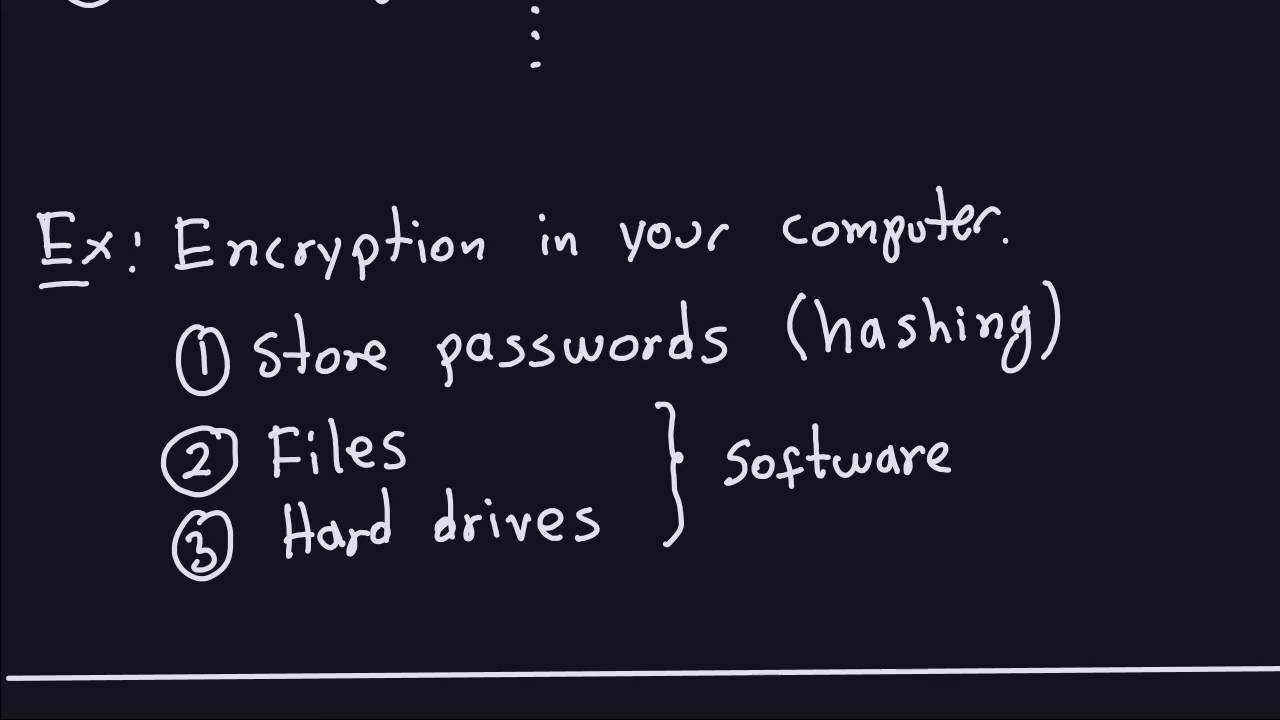 Ex: Encryption in your computer.
① Store passwords (hashing)
② Files
③ Hard drives } Software